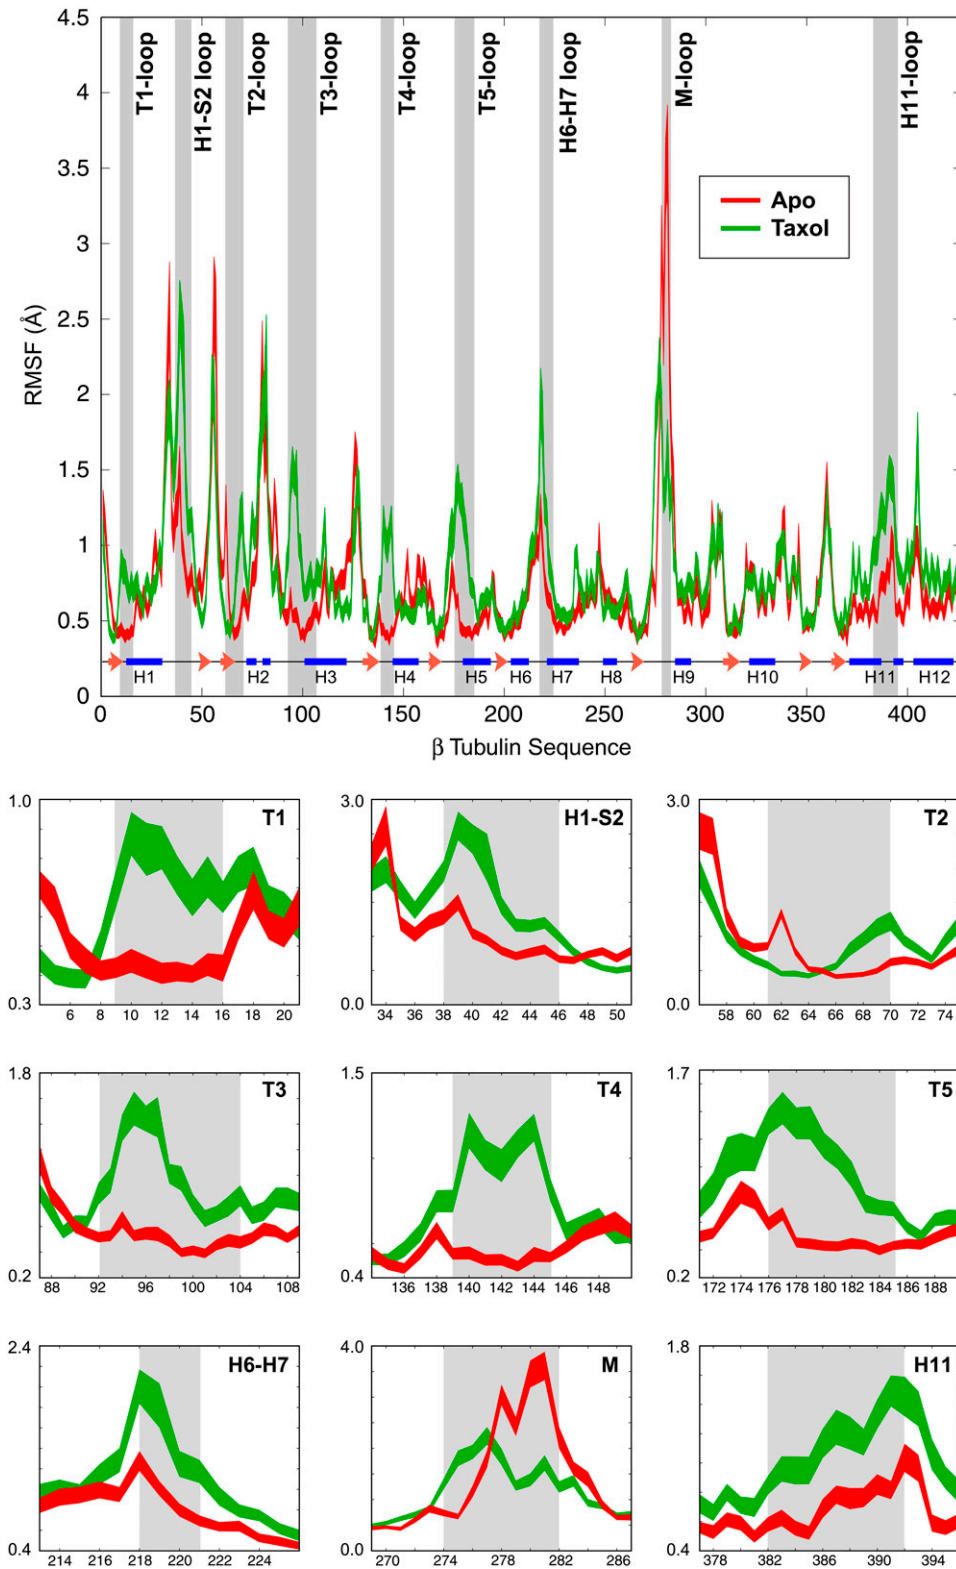 4.5
4
3.5
3
2.5
2
1.5
1
0.5
0
RMSF (Å)
T1-loop
H1-S2 loop
T2-loop
T3-loop
T4-loop
T5-loop
H6-H7 loop
M-loop
H11-loop
Apo
Taxol
H1 H2 H3 H4 H5 H6 H7 H8 H9 H10 H11 H12
0 50 100 150 200 250 300 350 400
β Tubulin Sequence
1.0
T1
0.3
6 8 10 12 14 16 18 20
3.0
H1-S2
0.0
34 36 38 40 42 44 46 48 50
3.0
T2
0.0
58 60 62 64 66 68 70 72 74
1.8
T3
0.2
88 92 96 100 104 108
1.5
T4
0.4
136 138 140 142 144 146 148
1.7
T5
0.2
172 174 176 178 180 182 184 186 188
2.4
H6-H7
0.4
214 216 218 220 222 224
4.0
M
0.0
270 274 278 282 286
1.8
H11
0.4
378 382 386 390 394